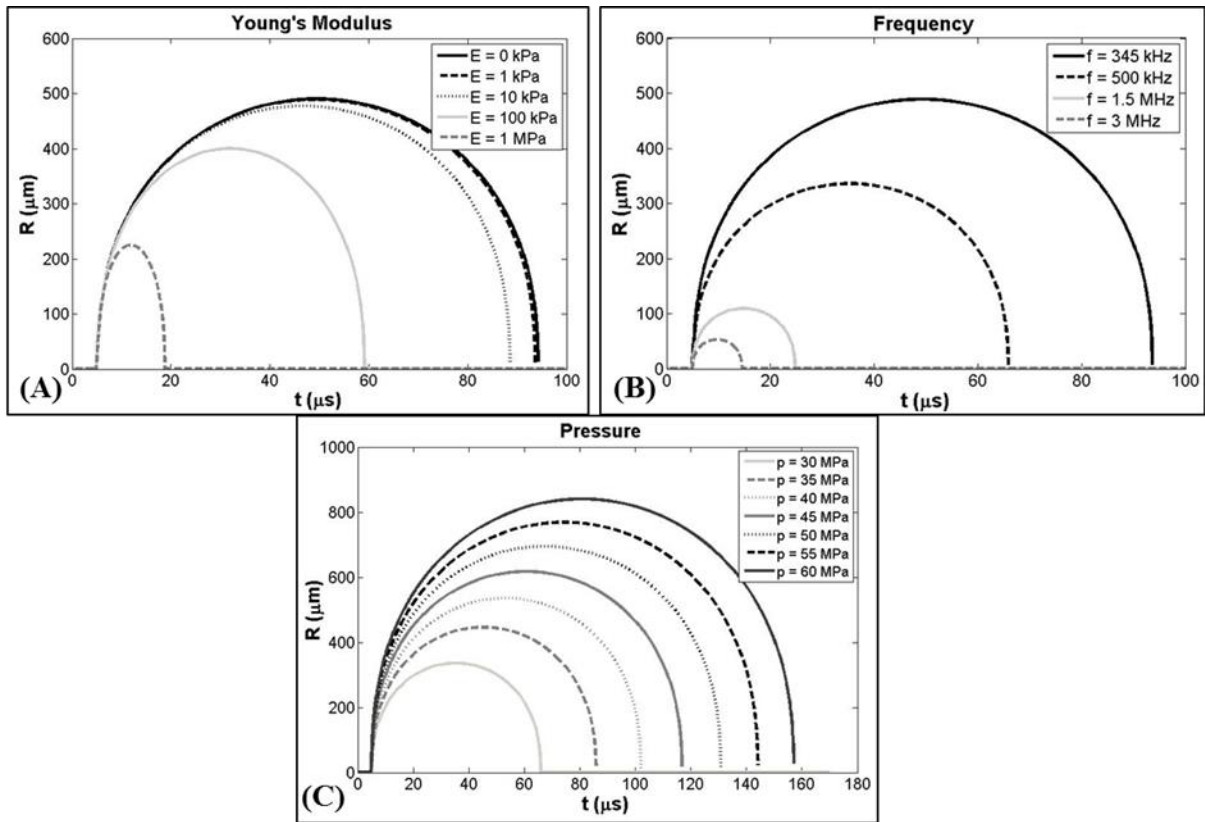 Young's Modulus
600
500
400
300
200
100
0
R (μm)
E = 0 kPa
E = 1 kPa
E = 10 kPa
E = 100 kPa
E = 1 MPa
0 20 40 60 80 100
t (μs)
(A)
Frequency
600
500
400
300
200
100
0
R (μm)
f = 345 kHz
f = 500 kHz
f = 1.5 MHz
f = 3 MHz
0 20 40 60 80 100
t (μs)
(B)
Pressure
1000
800
600
400
200
0
R (μm)
p = 30 MPa
p = 35 MPa
p = 40 MPa
p = 45 MPa
p = 50 MPa
p = 55 MPa
p = 60 MPa
0 20 40 60 80 100 120 140 160 180
t (μs)
(C)